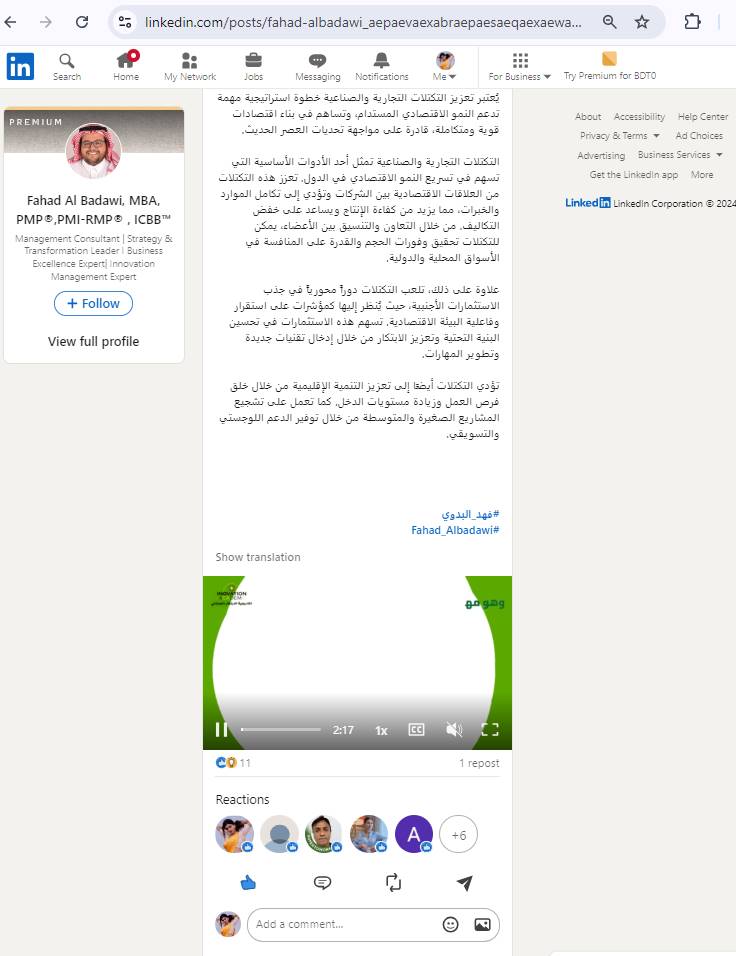 linkedin.com/posts/fahad-albadawi_aepaevaexabraepaesaeqaexaewa...
in
Search
Home
My Network
Jobs
Messaging
Notifications
Me
For Business
Try Premium for BDT0
PREMIUM
Fahad Al Badawi, MBA,
PMP®,PMI-RMP® , ICBB™
Management Consultant | Strategy &
Transformation Leader I Business
Excellence Expert| Innovation
Management Expert
+ Follow
View full profile
يُعتبر تعزيز التكتلات التجارية والصناعية خطوة استراتيجية مهمة
تدعم النمو الاقتصادي المستدام، وتساهم في بناء اقتصادات
قوية ومتكاملة، قادرة على مواجهة تحديات العصر الحديث.
التكتلات التجارية والصناعية تمثل أحد الأدوات الأساسية التي
تسهم في تسريع النمو الاقتصادي في الدول. تعزز هذه التكتلات
من العلاقات الاقتصادية بين الشركات وتؤدي إلى تكامل الموارد
والخبرات، مما يزيد من كفاءة الإنتاج ويساعد على خفض
التكاليف. من خلال التعاون والتنسيق بين الأعضاء، يمكن
للتكتلات تحقيق وفورات الحجم والقدرة على المنافسة في
الأسواق المحلية والدولية.
علاوة على ذلك، تلعب التكتلات دوراً محورياً في جذب
الاستثمارات الأجنبية، حيث يُنظر إليها كمؤشرات على استقرار
وفاعلية البيئة الاقتصادية. تسهم هذه الاستثمارات في تحسين
البنية التحتية وتعزيز الابتكار من خلال إدخال تقنيات جديدة
وتطوير المهارات.
تؤدي التكتلات أيضًا إلى تعزيز التنمية الإقليمية من خلال خلق
فرص العمل وزيادة مستويات الدخل. كما تعمل على تشجيع
المشاريع الصغيرة والمتوسطة من خلال توفير الدعم اللوجستي
والتسويقي.
#فهد_البدوي
#Fahad_Albadawi
Show translation
INNOVATION
وهو مه
2:17
1x
CC
11
1 repost
Reactions
A
+6
Add a comment...
About
Accessibility
Help Center
Privacy & Terms
Ad Choices
Advertising
Business Services
Get the LinkedIn app
More
LinkedIn LinkedIn Corporation © 2024